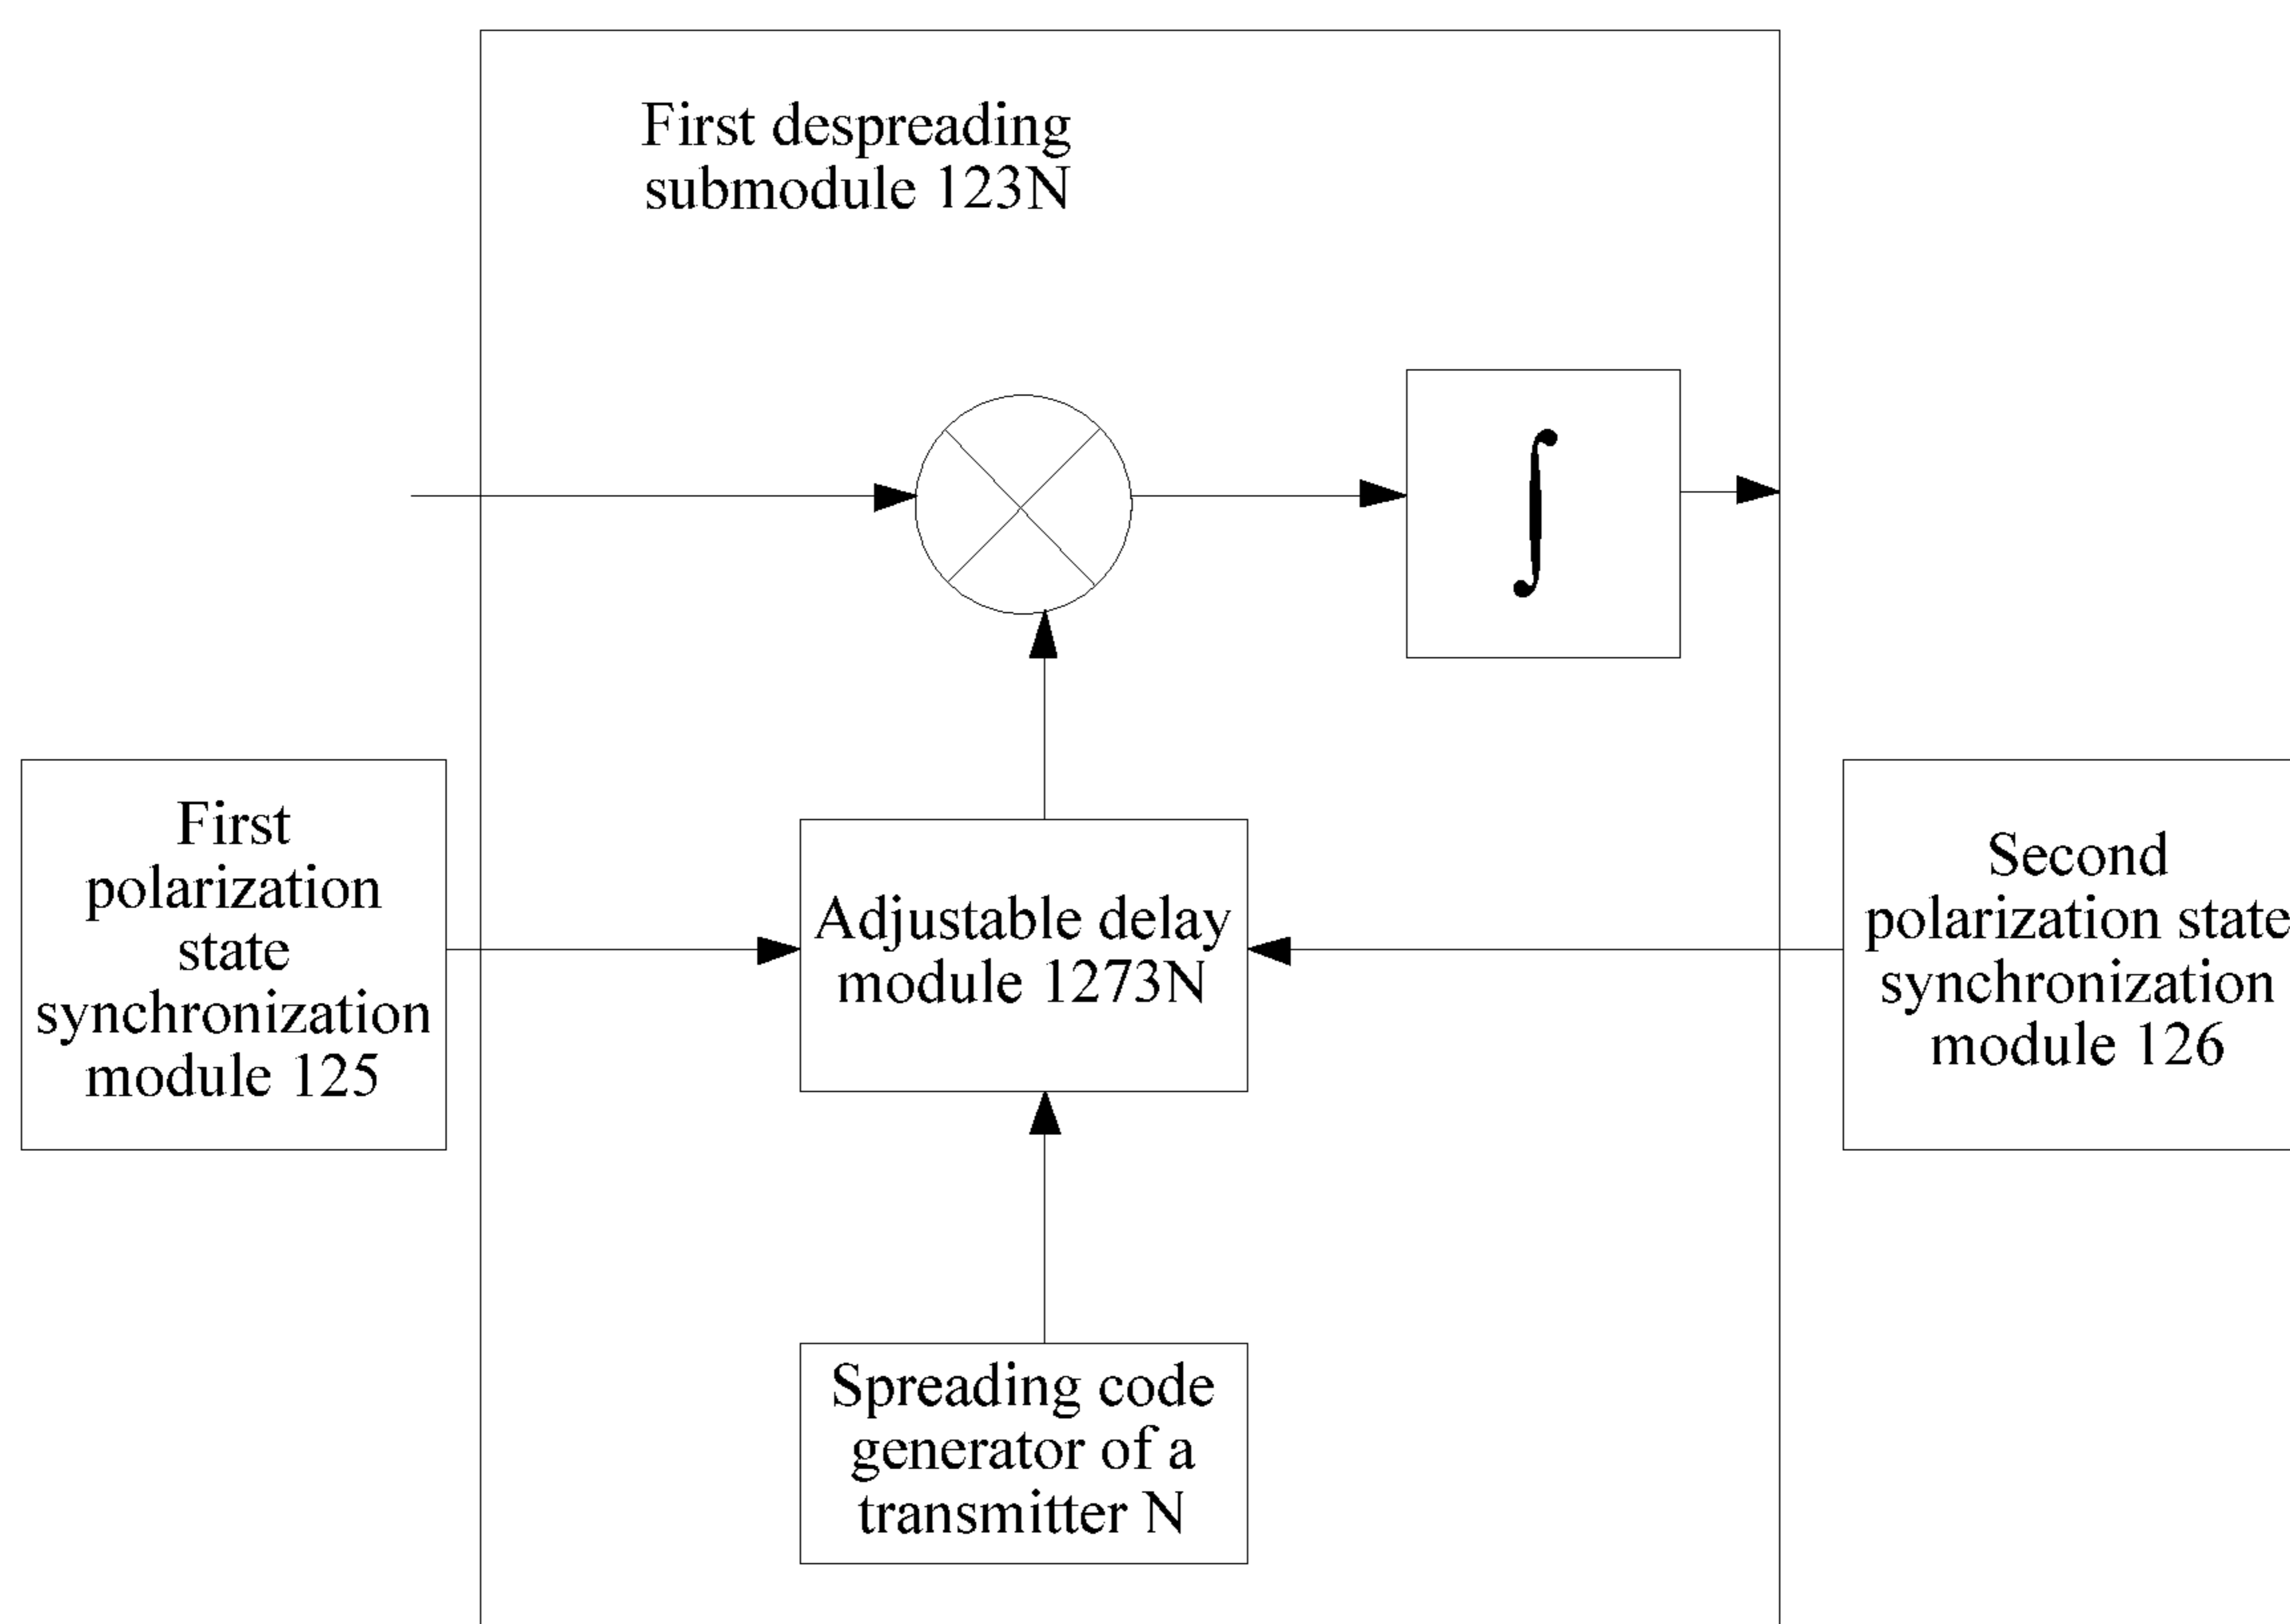 First despreading
submodule 123N
∫
First
polarization
state
synchronization
module 125
Adjustable delay
module 1273N
Second
polarization state
synchronization
module 126
Spreading code
generator of a
transmitter N